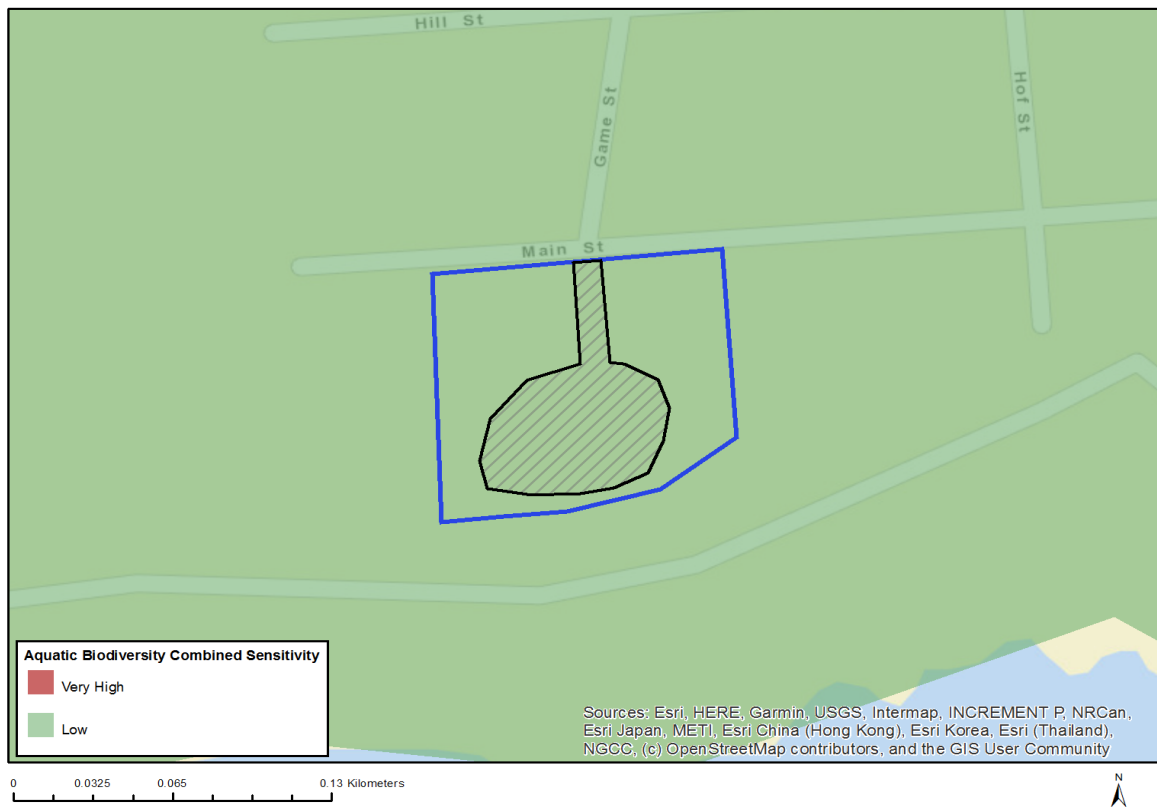 Hill St
Game St
Hof St
Main St
Aquatic Biodiversity Combined Sensitivity
Very High
Low
Sources: Esri, HERE, Garmin, USGS, Intermap, INCREMENT P, NRCan,
Esri Japan, METI, Esri China (Hong Kong), Esri Korea, Esri (Thailand),
NGCC, (c) OpenStreetMap contributors, and the GIS User Community
0 0.0325 0.065 0.13 Kilometers
N